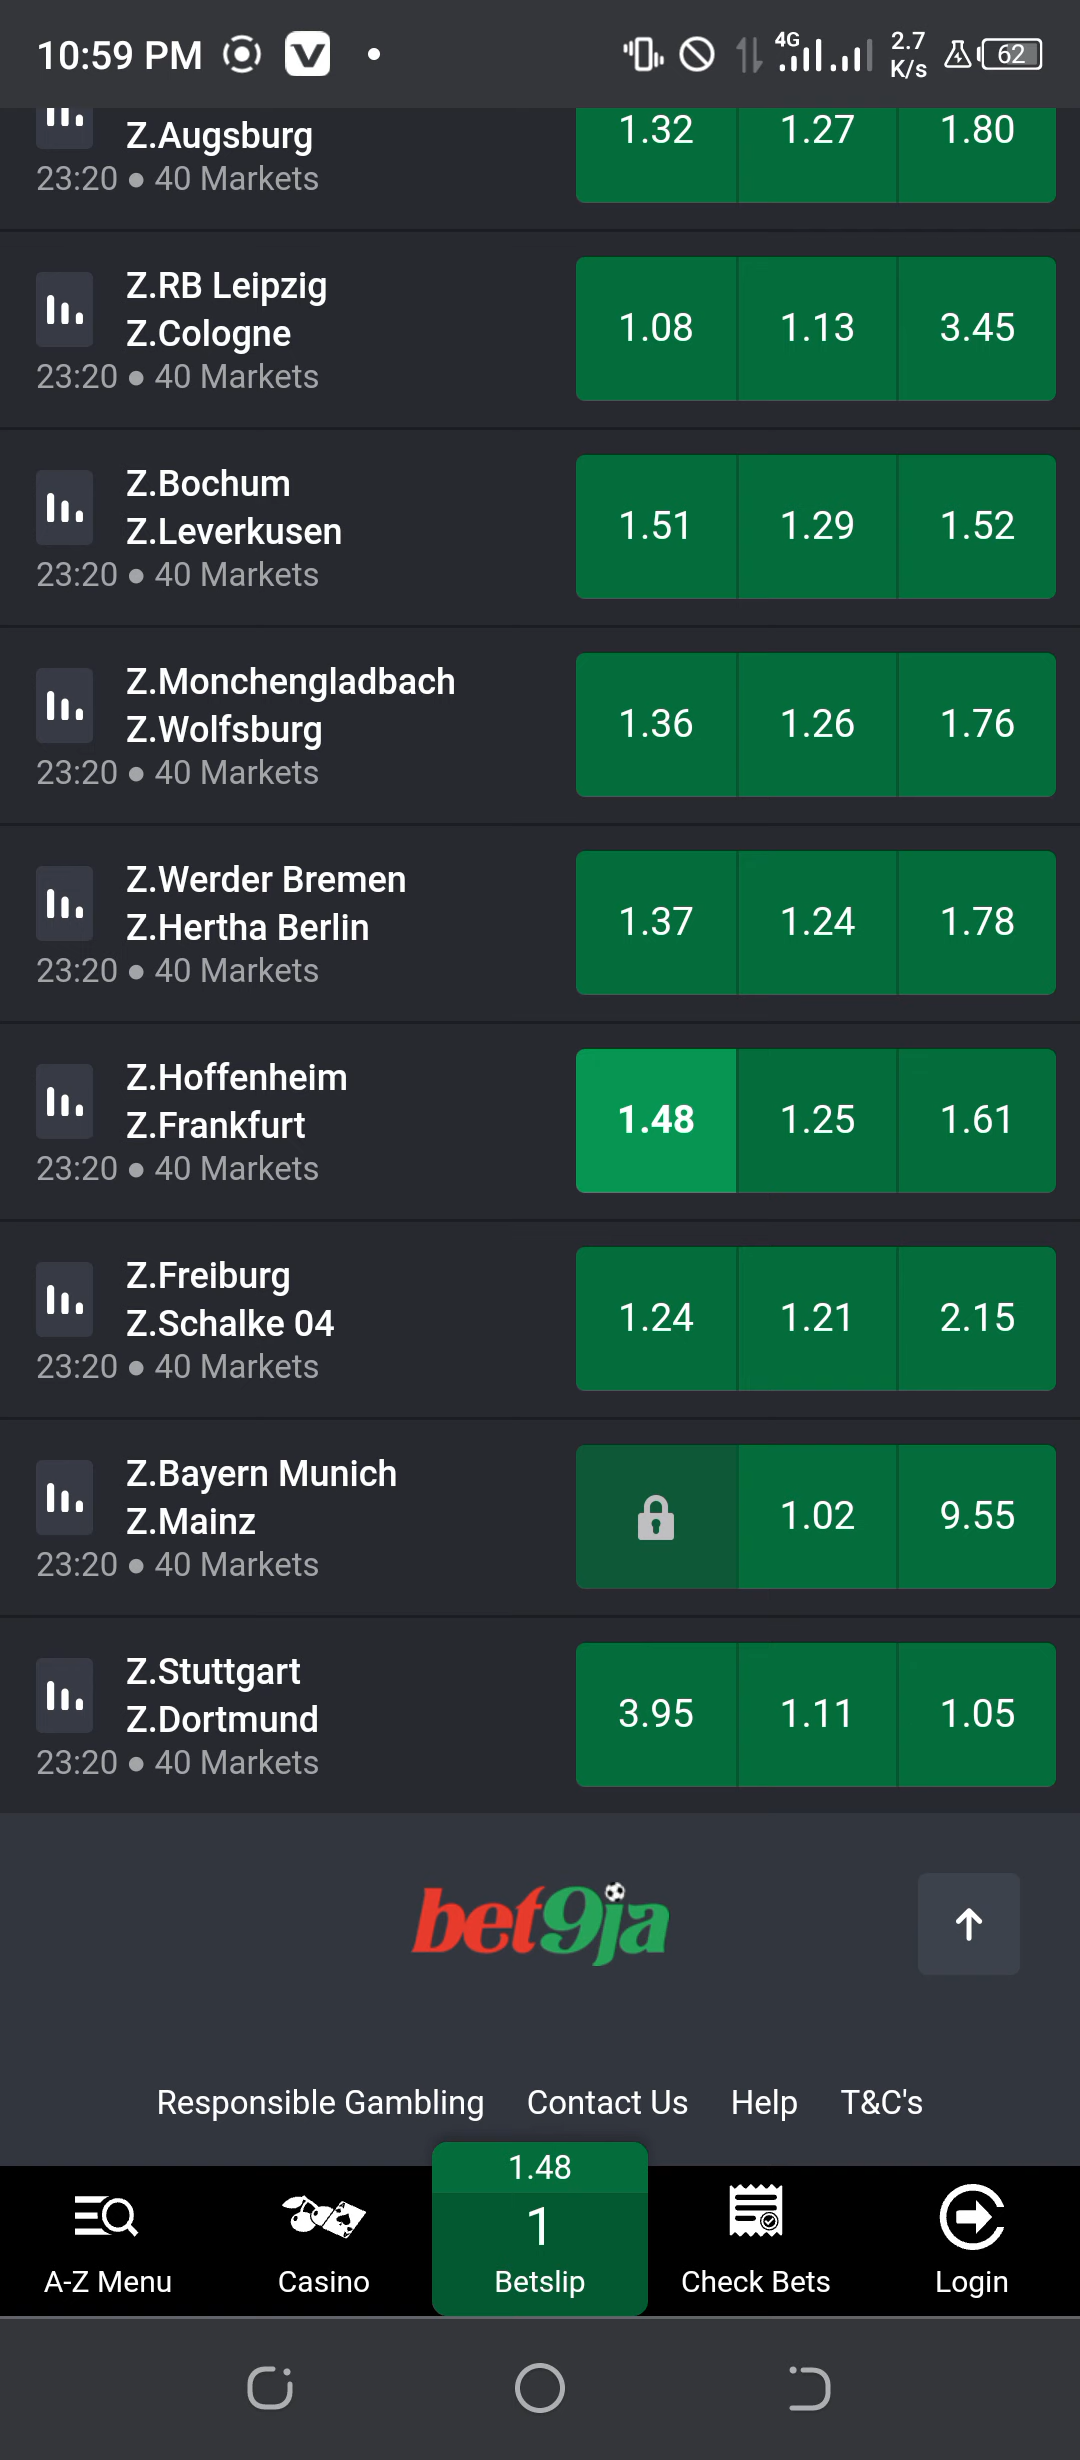 10:59 PM
4G
2.7
K/s
62
Z.Augsburg
23:20 ● 40 Markets
1.32 1.27 1.80
Z.RB Leipzig
Z.Cologne
23:20 ● 40 Markets
1.08 1.13 3.45
Z.Bochum
Z.Leverkusen
23:20 ● 40 Markets
1.51 1.29 1.52
Z.Monchengladbach
Z.Wolfsburg
23:20 ● 40 Markets
1.36 1.26 1.76
Z.Werder Bremen
Z.Hertha Berlin
23:20 ● 40 Markets
1.37 1.24 1.78
Z.Hoffenheim
Z.Frankfurt
23:20 ● 40 Markets
1.48 1.25 1.61
Z.Freiburg
Z.Schalke 04
23:20 ● 40 Markets
1.24 1.21 2.15
Z.Bayern Munich
Z.Mainz
23:20 ● 40 Markets
1.02 9.55
Z.Stuttgart
Z.Dortmund
23:20 ● 40 Markets
3.95 1.11 1.05
bet9ja
Responsible Gambling Contact Us Help T&C's
1.48
1
A-Z Menu Casino Betslip Check Bets Login